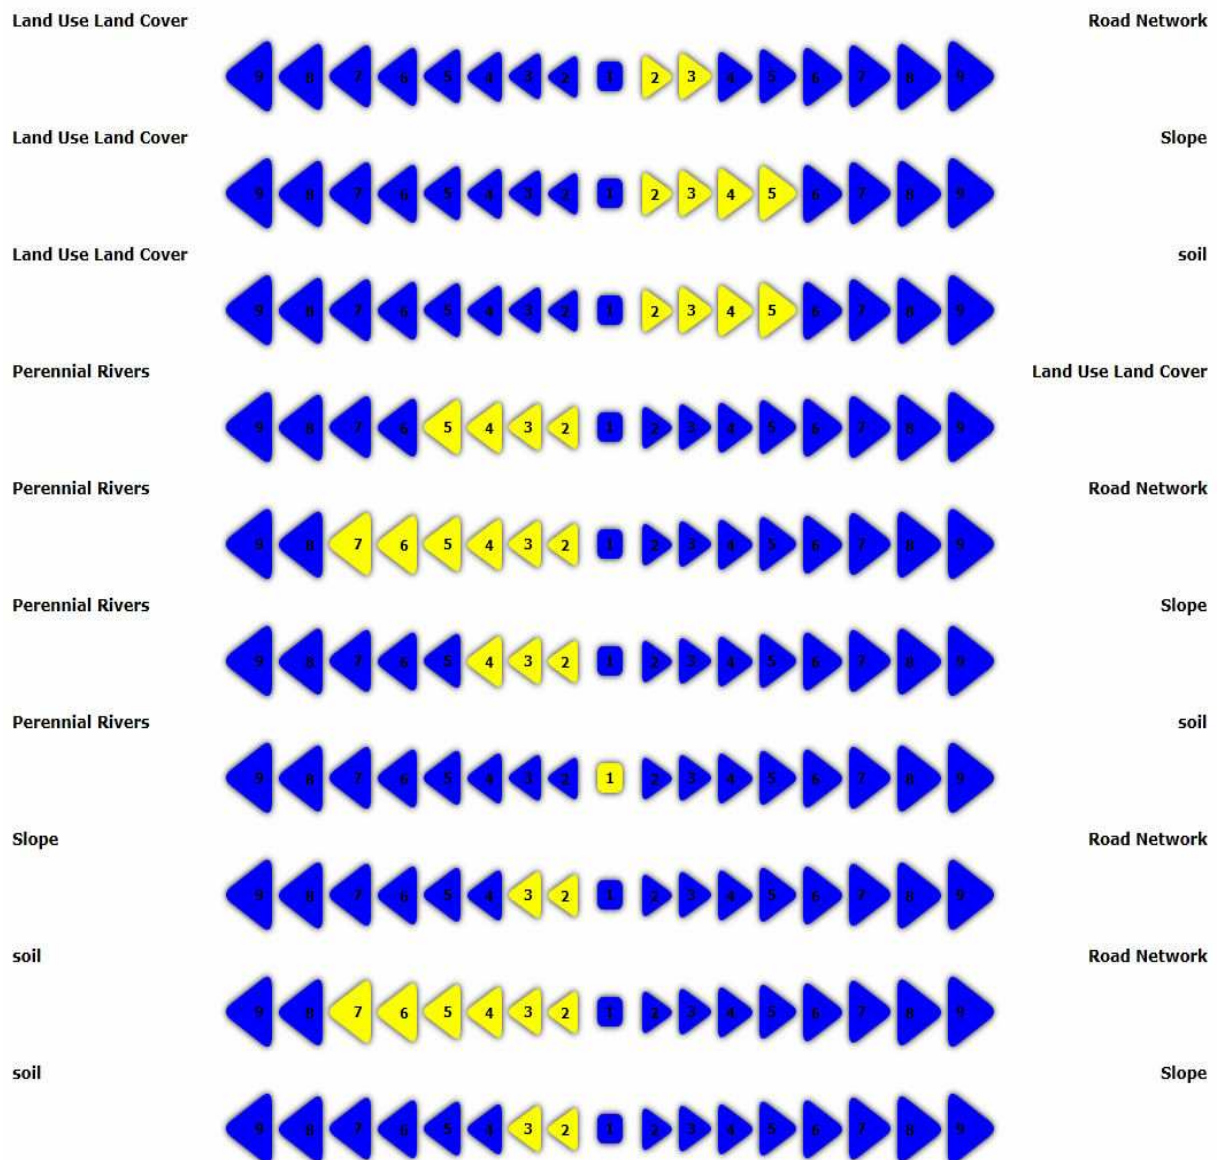 Land Use Land Cover Road Network
9 8 7 6 5 4 3 2 1 2 3 4 5 6 7 8 9
Land Use Land Cover Slope
9 8 7 6 5 4 3 2 1 2 3 4 5 6 7 8 9
Land Use Land Cover soil
9 8 7 6 5 4 3 2 1 2 3 4 5 6 7 8 9
Perennial Rivers Land Use Land Cover
9 8 7 6 5 4 3 2 1 2 3 4 5 6 7 8 9
Perennial Rivers Road Network
9 8 7 6 5 4 3 2 1 2 3 4 5 6 7 8 9
Perennial Rivers Slope
9 8 7 6 5 4 3 2 1 2 3 4 5 6 7 8 9
Perennial Rivers soil
9 8 7 6 5 4 3 2 1 2 3 4 5 6 7 8 9
Slope Road Network
9 8 7 6 5 4 3 2 1 2 3 4 5 6 7 8 9
soil Road Network
9 8 7 6 5 4 3 2 1 2 3 4 5 6 7 8 9
soil Slope
9 8 7 6 5 4 3 2 1 2 3 4 5 6 7 8 9